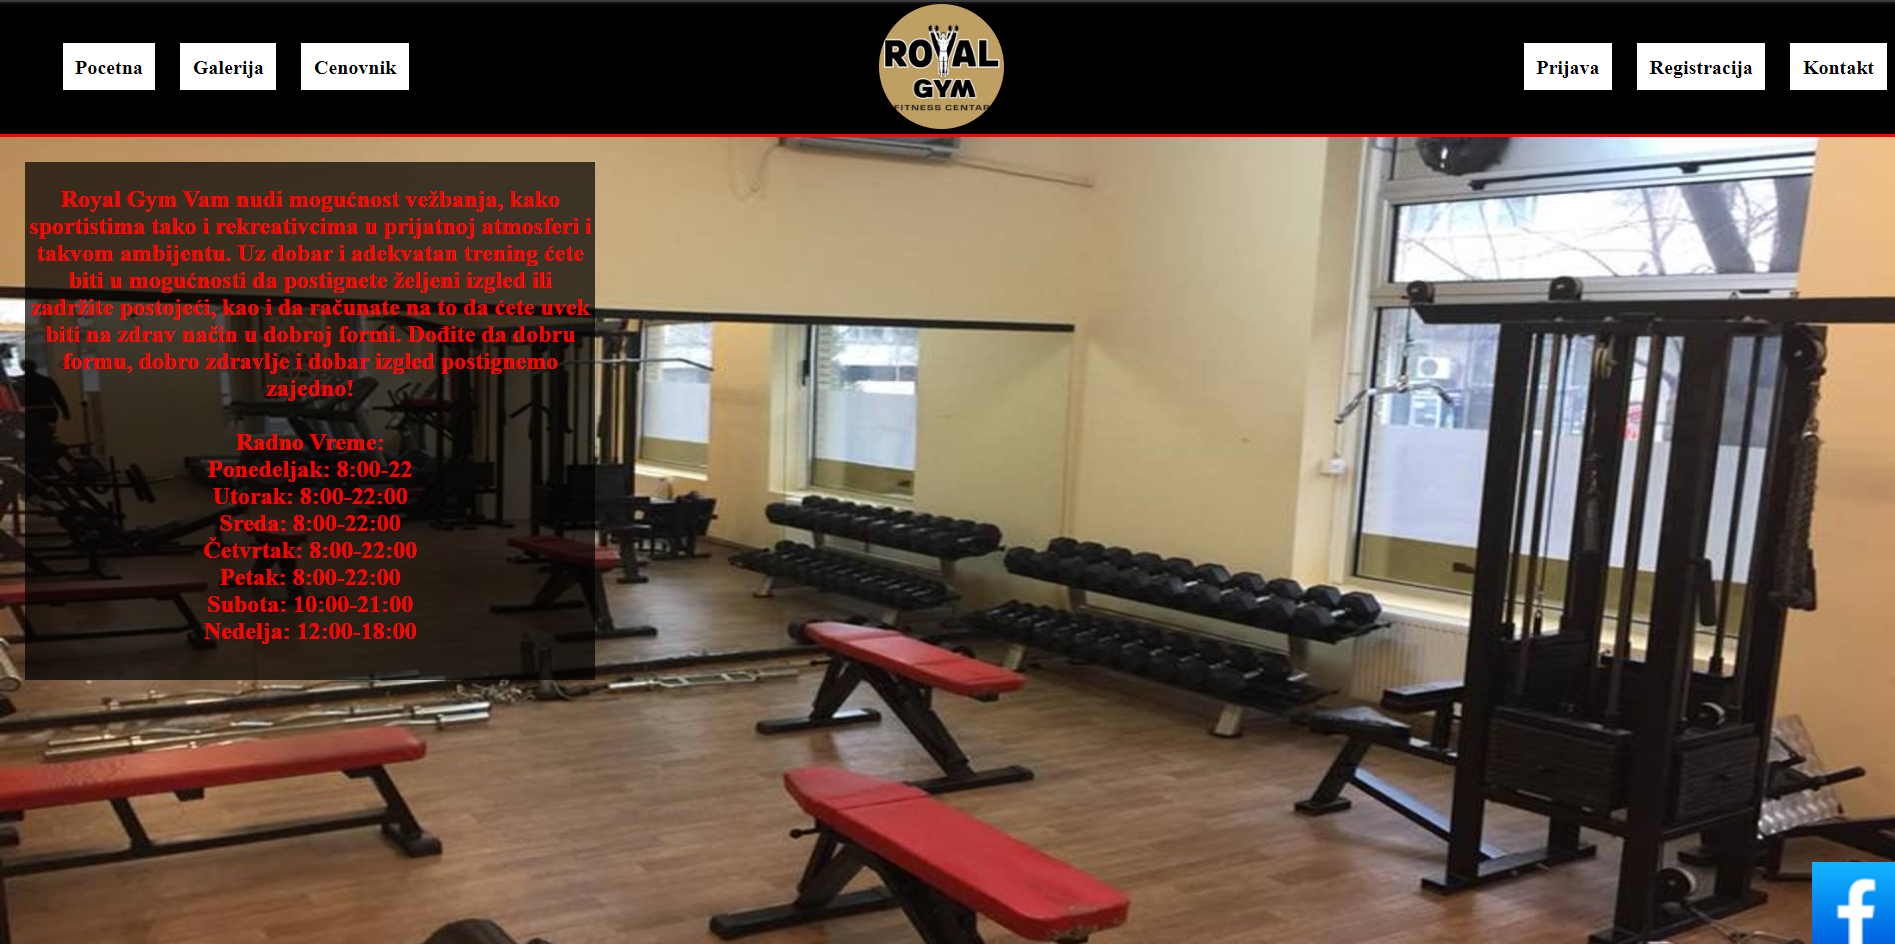 Pocetna
Galerija
Cenovnik
ROYAL
GYM
FITNESS CENTAR
Prijava
Registracija
Kontakt
Royal Gym Vam nudi mogućnost vežbanja, kako
sportistima tako i rekreativcima u prijatnoj atmosferi i
takvom ambijentu. Uz dobar i adekvatan trening ćete
biti u mogućnosti da postignete željeni izgled ili
zadržite postojeći, kao i da računate na to da ćete uvek
biti na zdrav način u dobroj formi. Dođite da dobru
formu, dobro zdravlje i dobar izgled postignemo
zajedno!
Radno Vreme:
Ponedeljak: 8:00-22
Utorak: 8:00-22:00
Sreda: 8:00-22:00
Četvrtak: 8:00-22:00
Petak: 8:00-22:00
Subota: 10:00-21:00
Nedelja: 12:00-18:00
f